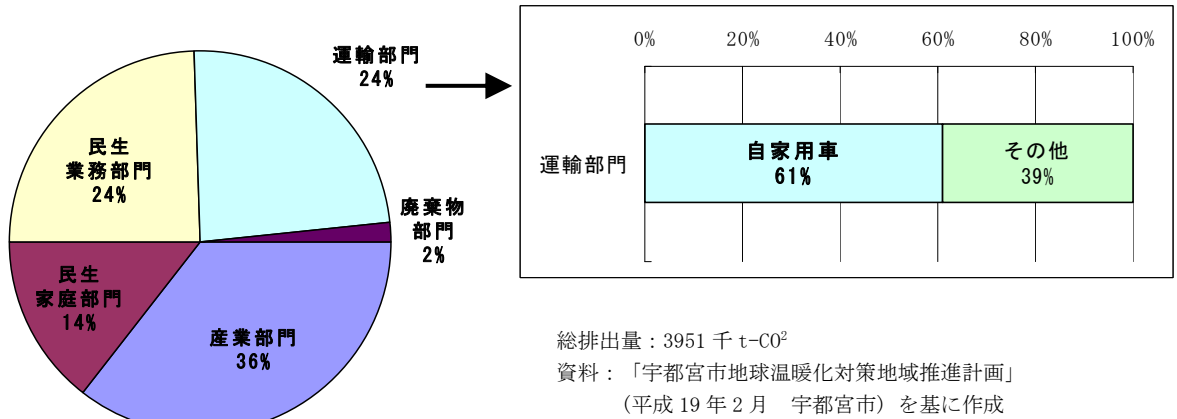 運輸部門
24%
民生
業務部門
24%
廃棄物
部門
2%
民生
家庭部門
14%
産業部門
36%
0% 20% 40% 60% 80% 100%
運輸部門
自家用車
61%
その他
39%
総排出量：3951 千 t-CO²
資料：「宇都宮市地球温暖化対策地域推進計画」
(平成 19 年 2 月 宇都宮市) を基に作成